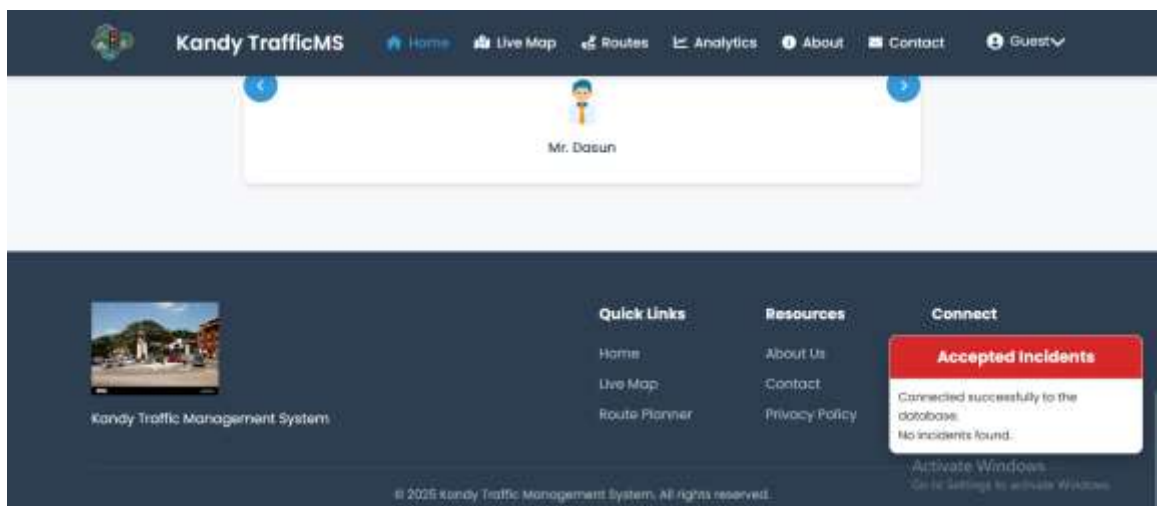 Kandy TrafficMS Home Live Map Routes Analytics About Contact Guest
Mr. Dasun
Quick Links
Home
Live Map
Route Planner
Resources
About Us
Contact
Privacy Policy
Connect
Kandy Traffic Management System
Accepted Incidents
Connected successfully to the
database.
No incidents found.
Activate Windows
Go to Settings to activate Windows.
© 2025 Kandy Traffic Management System. All rights reserved.